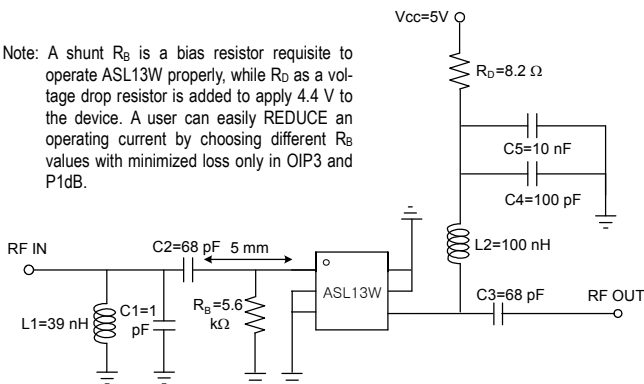 Vcc=5V
Note: A shunt RB is a bias resistor requisite to
operate ASL13W properly, while RD as a vol-
tage drop resistor is added to apply 4.4 V to
the device. A user can easily REDUCE an
operating current by choosing different RB
values with minimized loss only in OIP3 and
P1dB.
RD=8.2 Ω
C5=10 nF
C4=100 pF
RF IN
C2=68 pF
5 mm
L2=100 nH
L1=39 nH
C1=1
pF
RB=5.6
kΩ
ASL13W
C3=68 pF
RF OUT